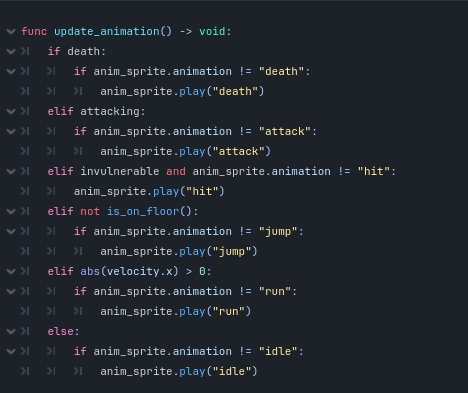 func update_animation() -> void:
if death:
if anim_sprite.animation != "death":
anim_sprite.play("death")
elif attacking:
if anim_sprite.animation != "attack":
anim_sprite.play("attack")
elif invulnerable and anim_sprite.animation != "hit":
anim_sprite.play("hit")
elif not is_on_floor():
if anim_sprite.animation != "jump":
anim_sprite.play("jump")
elif abs(velocity.x) > 0:
if anim_sprite.animation != "run":
anim_sprite.play("run")
else:
if anim_sprite.animation != "idle":
anim_sprite.play("idle")